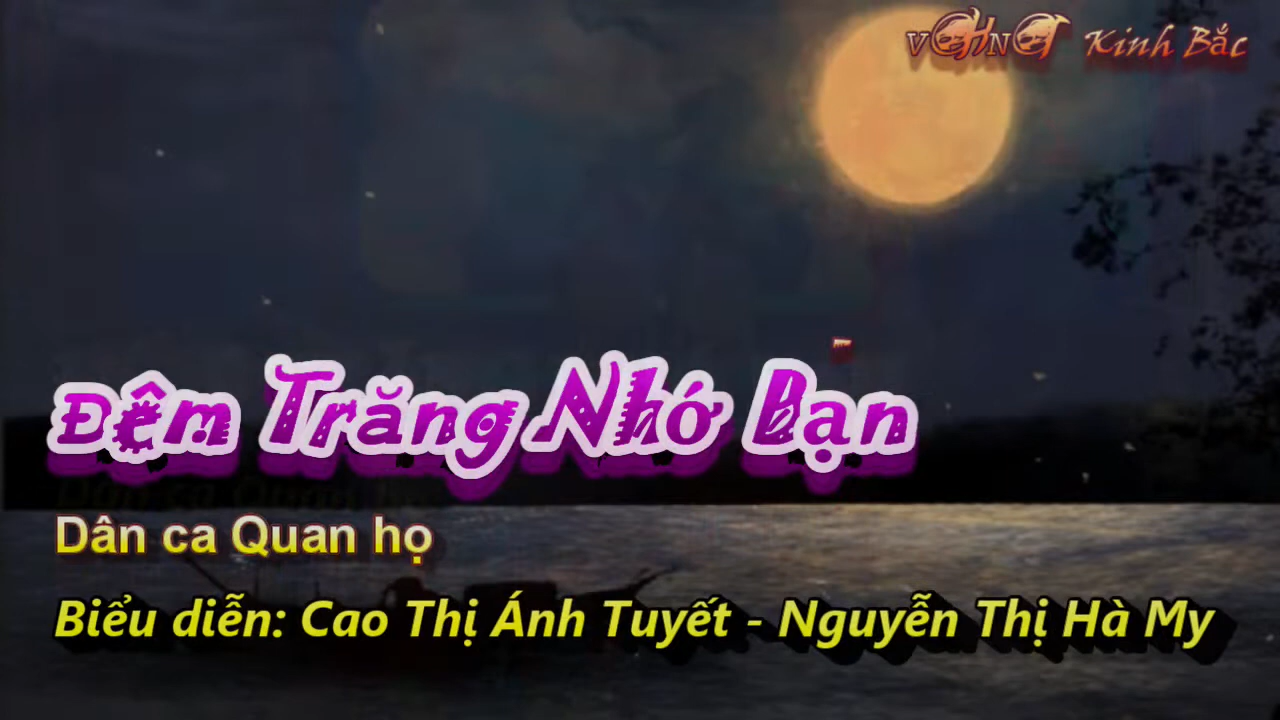 VHN Kinh Bắc
Đêm Trăng Nhớ Bạn
Dân ca Quan họ
Biểu diễn: Cao Thị Ánh Tuyết - Nguyễn Thị Hà My